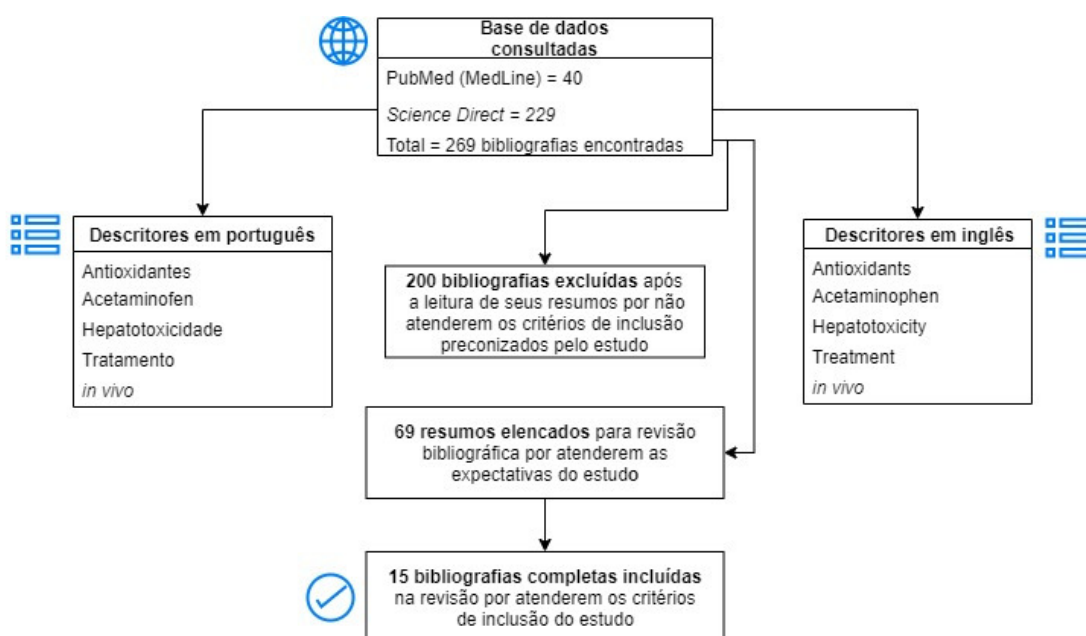 Base de dados
consultadas
PubMed (MedLine) = 40
Science Direct = 229
Total = 269 bibliografias encontradas
Descritores em português
Antioxidantes
Acetaminofen
Hepatotoxicidade
Tratamento
in vivo
200 bibliografias excluídas após
a leitura de seus resumos por não
atenderem os critérios de inclusão
preconizados pelo estudo
Descritores em inglês
Antioxidants
Acetaminophen
Hepatotoxicity
Treatment
in vivo
69 resumos elencados para revisão
bibliográfica por atenderem as
expectativas do estudo
15 bibliografias completas incluídas
na revisão por atenderem os critérios
de inclusão do estudo